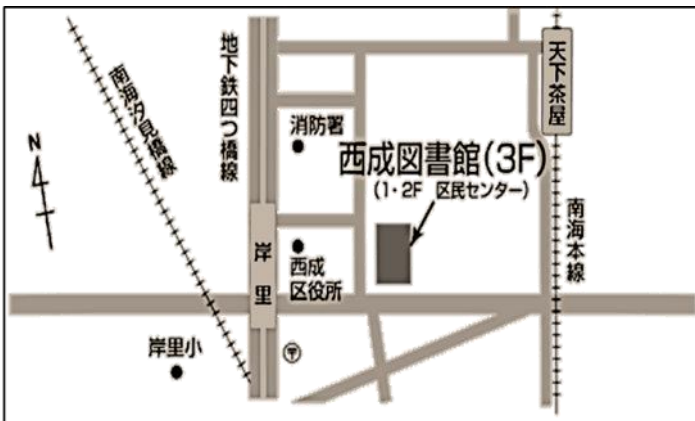 地下鉄四つ橋線
天下茶屋
南海汐見橋線
消防署
N
西成図書館(3F)
(1・2F 区民センター)
南海本線
岸里
西成
区役所
岸里小
〒